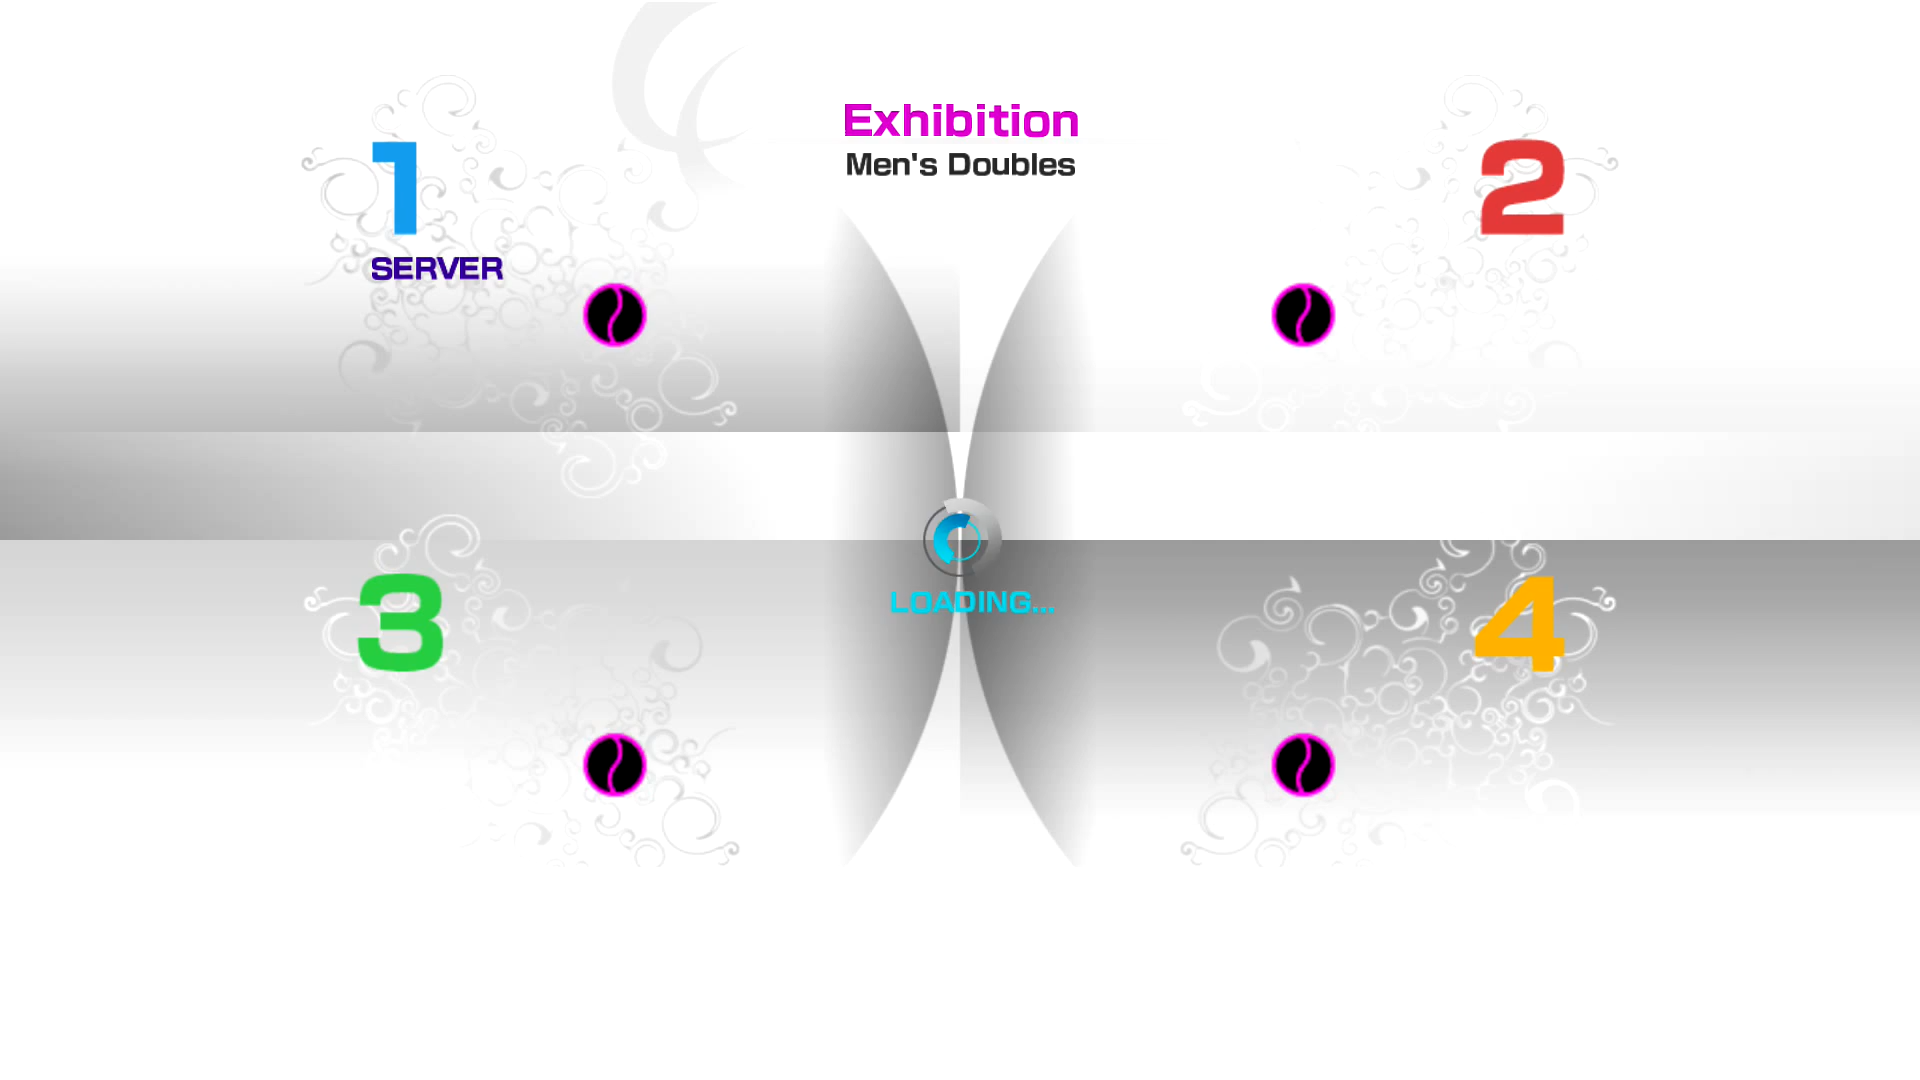 Exhibition
Men's Doubles
1
2
SERVER
LOADING...
3
4